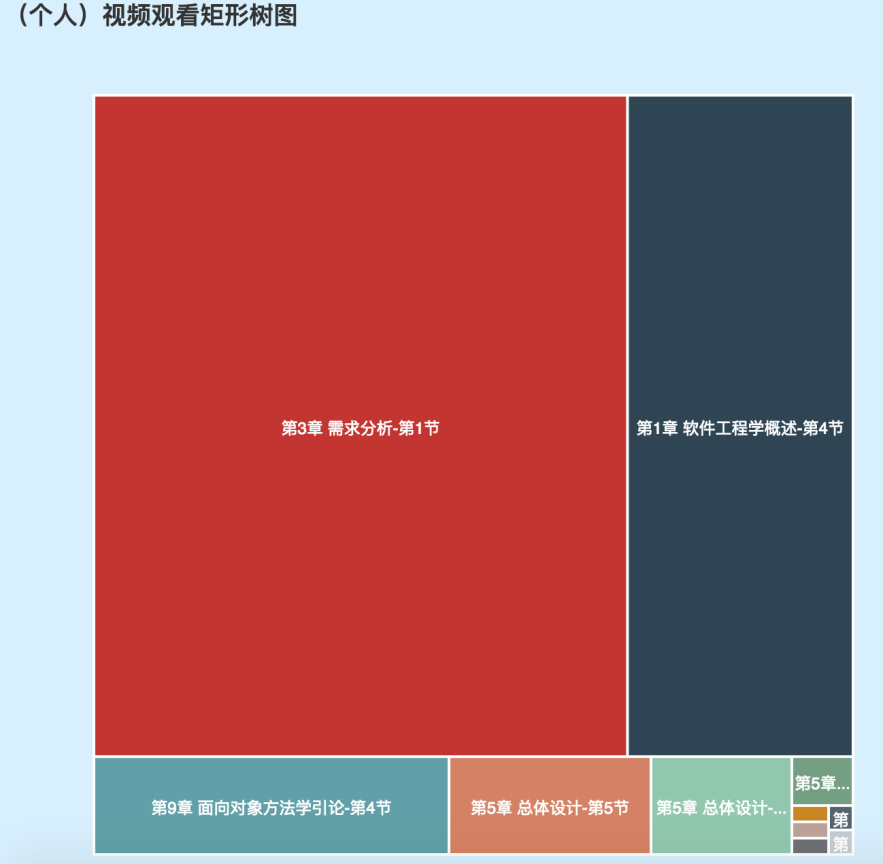 （个人）视频观看矩形树图
第3章 需求分析-第1节
第1章 软件工程学概述-第4节
第9章 面向对象方法学引论-第4节
第5章 总体设计-第5节
第5章 总体设计-...
第5章...
第
第